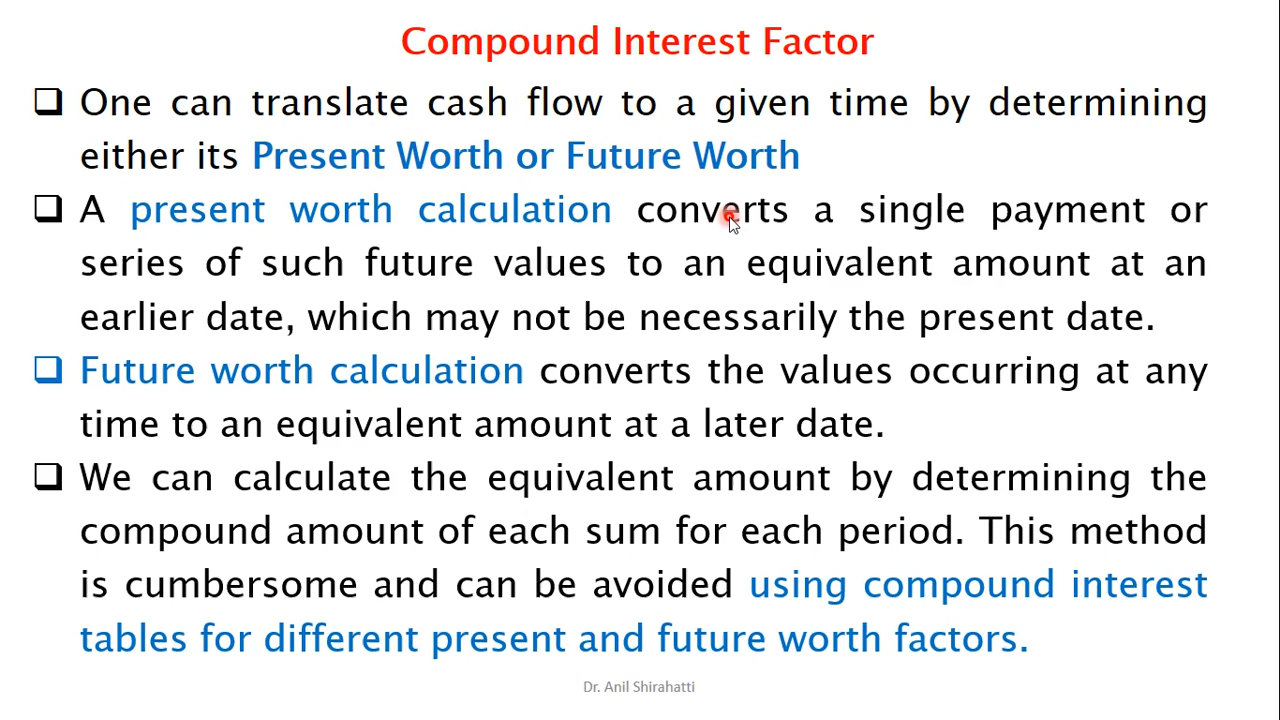 Compound Interest Factor
One can translate cash flow to a given time by determining
either its Present Worth or Future Worth
A present worth calculation converts a single payment or
series of such future values to an equivalent amount at an
earlier date, which may not be necessarily the present date.
Future worth calculation converts the values occurring at any
time to an equivalent amount at a later date.
We can calculate the equivalent amount by determining the
compound amount of each sum for each period. This method
is cumbersome and can be avoided using compound interest
tables for different present and future worth factors.
Dr. Anil Shirahatti